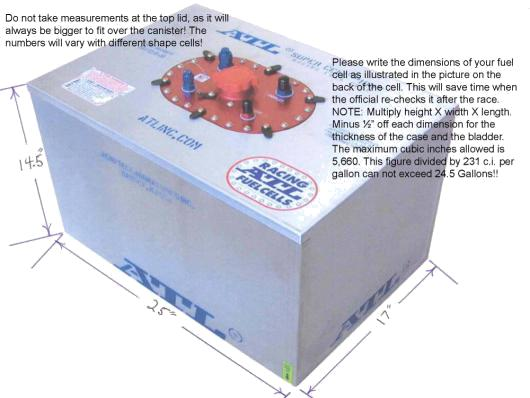 Do not take measurements at the top lid, as it will
always be bigger to fit over the canister! The
numbers will vary with different shape cells!
ATL
SUPER CELL
Please write the dimensions of your fuel
cell as illustrated in the picture on the
back of the cell. This will save time when
the official re-checks it after the race.
NOTE: Multiply height X width X length.
Minus ½" off each dimension for the
thickness of the case and the bladder.
The maximum cubic inches allowed is
5,660. This figure divided by 231 c.i. per
gallon can not exceed 24.5 Gallons!!
ATLINC.COM
RACING
ATL
FUELCELLS
14.5"
ATL
25"
17"
ATL